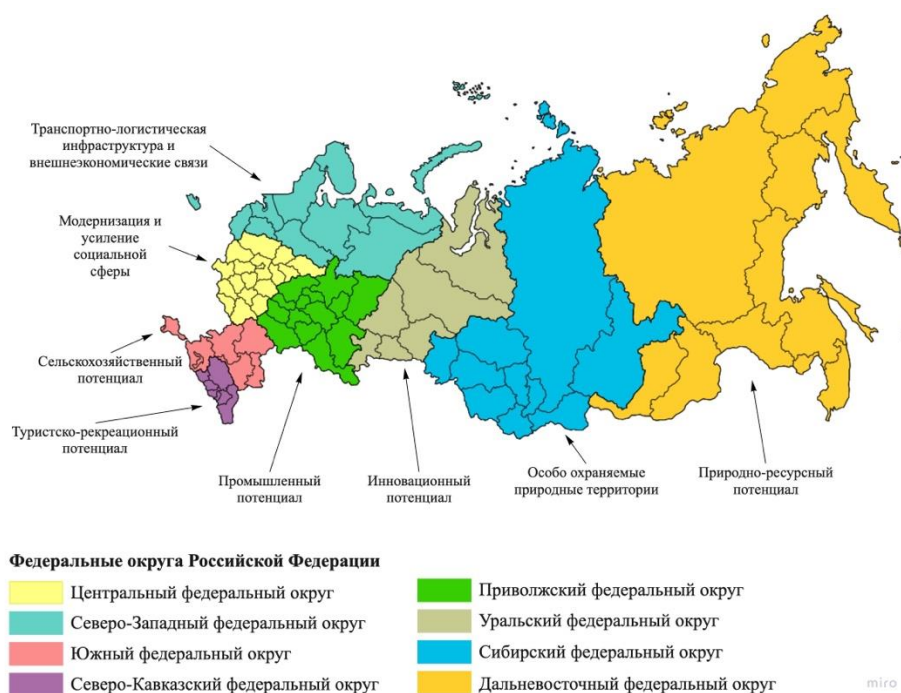 Транспортно-логистическая
инфраструктура и
внешнеэкономические связи
Модернизация и
усиление
социальной
сферы
Сельскохозяйственный
потенциал
Туристско-рекреационный
потенциал
Промышленный
потенциал
Инновационный
потенциал
Особо охраняемые
природные территории
Природно-ресурсный
потенциал
Федеральные округа Российской Федерации
Центральный федеральный округ
Северо-Западный федеральный округ
Южный федеральный округ
Северо-Кавказский федеральный округ
Приволжский федеральный округ
Уральский федеральный округ
Сибирский федеральный округ
Дальневосточный федеральный округ
miro